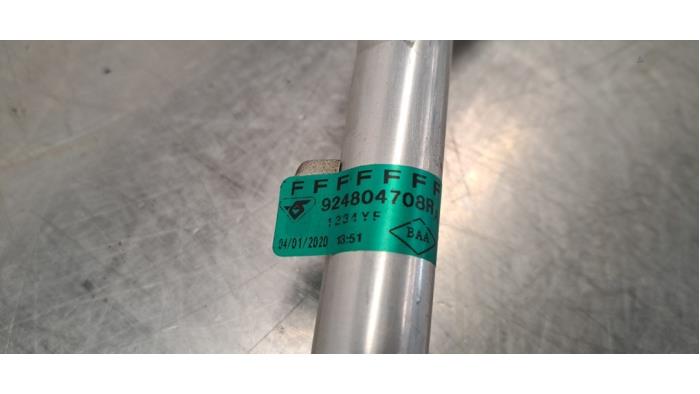 F F F F F F F
924804708R
1234YF
BAA
04/01/2020 13:51